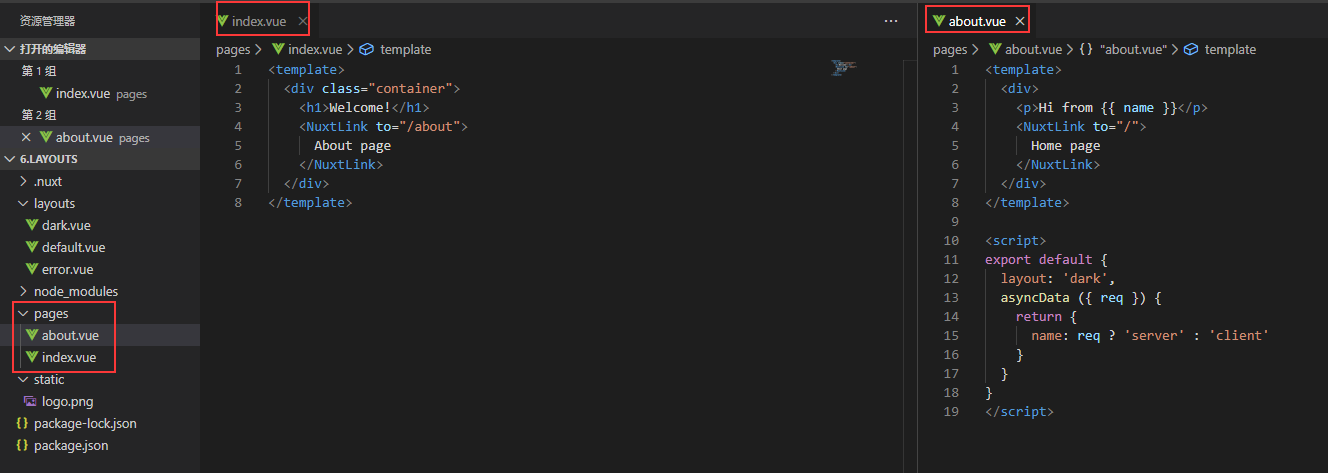 资源管理器
打开的编辑器
第 1 组
index.vue pages
第 2 组
about.vue pages
6.LAYOUTS
.nuxt
layouts
dark.vue
default.vue
error.vue
node_modules
pages
about.vue
index.vue
static
logo.png
package-lock.json
package.json
index.vue
pages > index.vue > template
1 <template>
2 <div class="container">
3 <h1>Welcome!</h1>
4 <NuxtLink to="/about">
5 About page
6 </NuxtLink>
7 </div>
8 </template>
about.vue
pages > about.vue > {} "about.vue" > template
1 <template>
2 <div>
3 <p>Hi from {{ name }}</p>
4 <NuxtLink to="/">
5 Home page
6 </NuxtLink>
7 </div>
8 </template>
9
10 <script>
11 export default {
12 layout: 'dark',
13 asyncData ({ req }) {
14 return {
15 name: req ? 'server' : 'client'
16 }
17 }
18 }
19 </script>